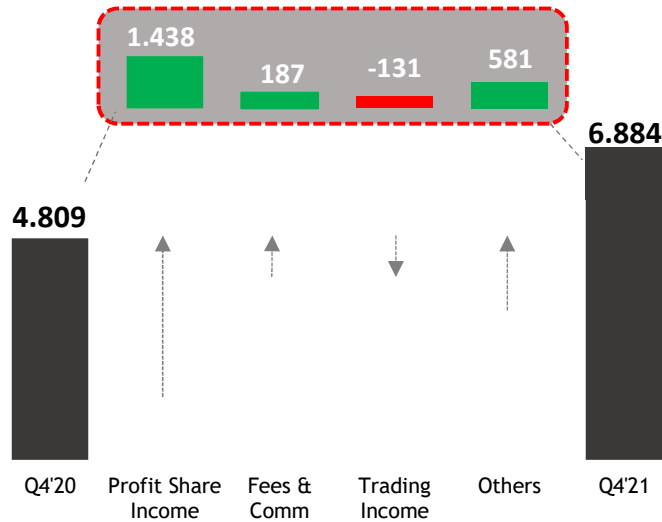 1.438
187
-131
581
6.884
4.809
Q4'20
Profit Share
Income
Fees &
Comm
Trading
Income
Others
Q4'21